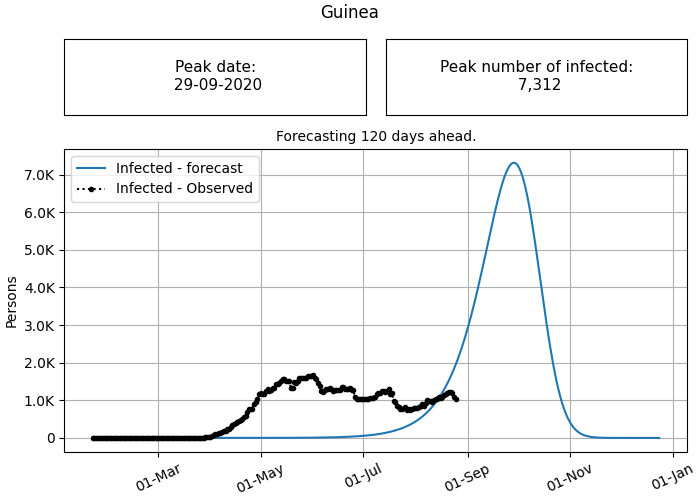 Guinea
Peak date:
29-09-2020
Peak number of infected:
7,312
Forecasting 120 days ahead.
Infected - forecast
Infected - Observed
7.0K
6.0K
5.0K
4.0K
3.0K
2.0K
1.0K
0
Persons
01-Mar
01-May
01-Jul
01-Sep
01-Nov
01-Jan